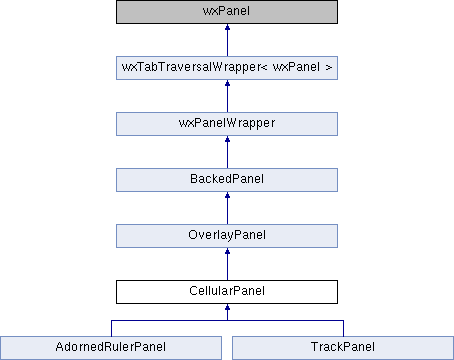 wxPanel
wxTabTraversalWrapper< wxPanel >
wxPanelWrapper
BackedPanel
OverlayPanel
CellularPanel
AdornedRulerPanel
TrackPanel